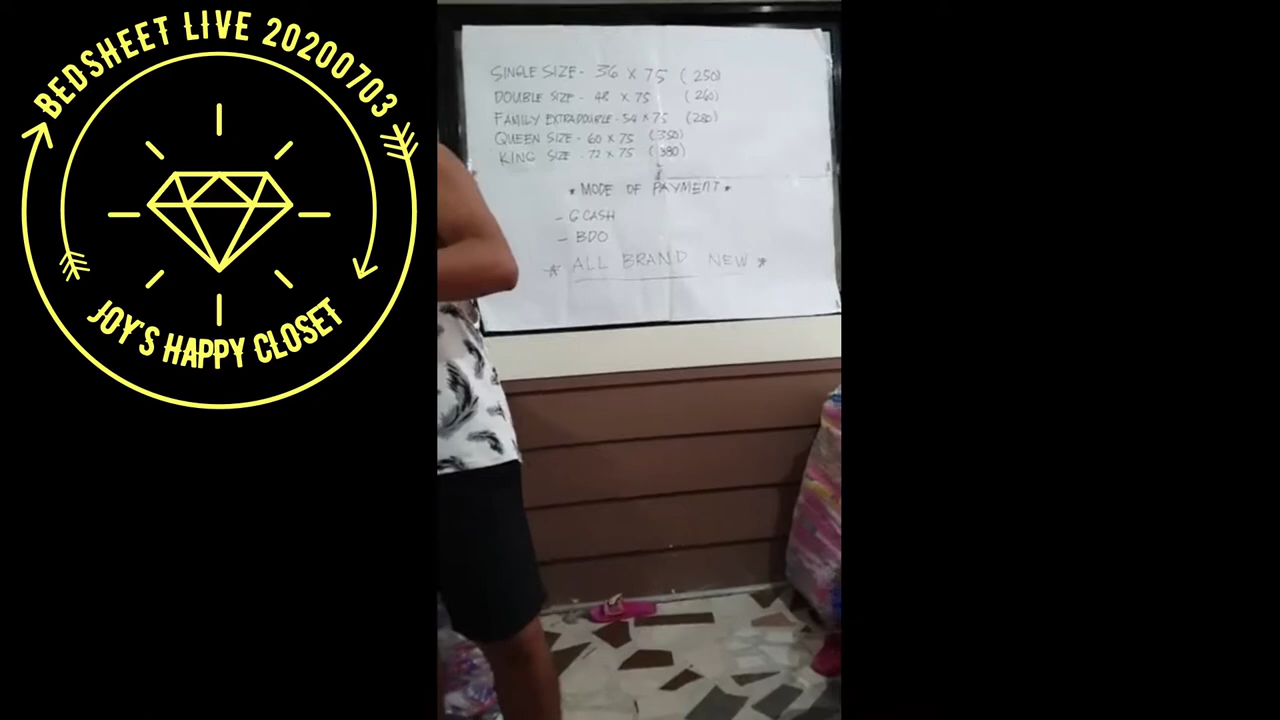 BEDSHEET LIVE 20200703
JOY'S HAPPY CLOSET
SINGLE SIZE - 36 X 75 (250)
DOUBLE SIZE - 48 X 75 (260)
FAMILY EXTRADOUBLE - 54 X 75 (280)
QUEEN SIZE - 60 X 75 (350)
KING SIZE - 72 X 75 (380)
* MODE OF PAYMENT *
- G CASH
- BDO
* ALL BRAND NEW *